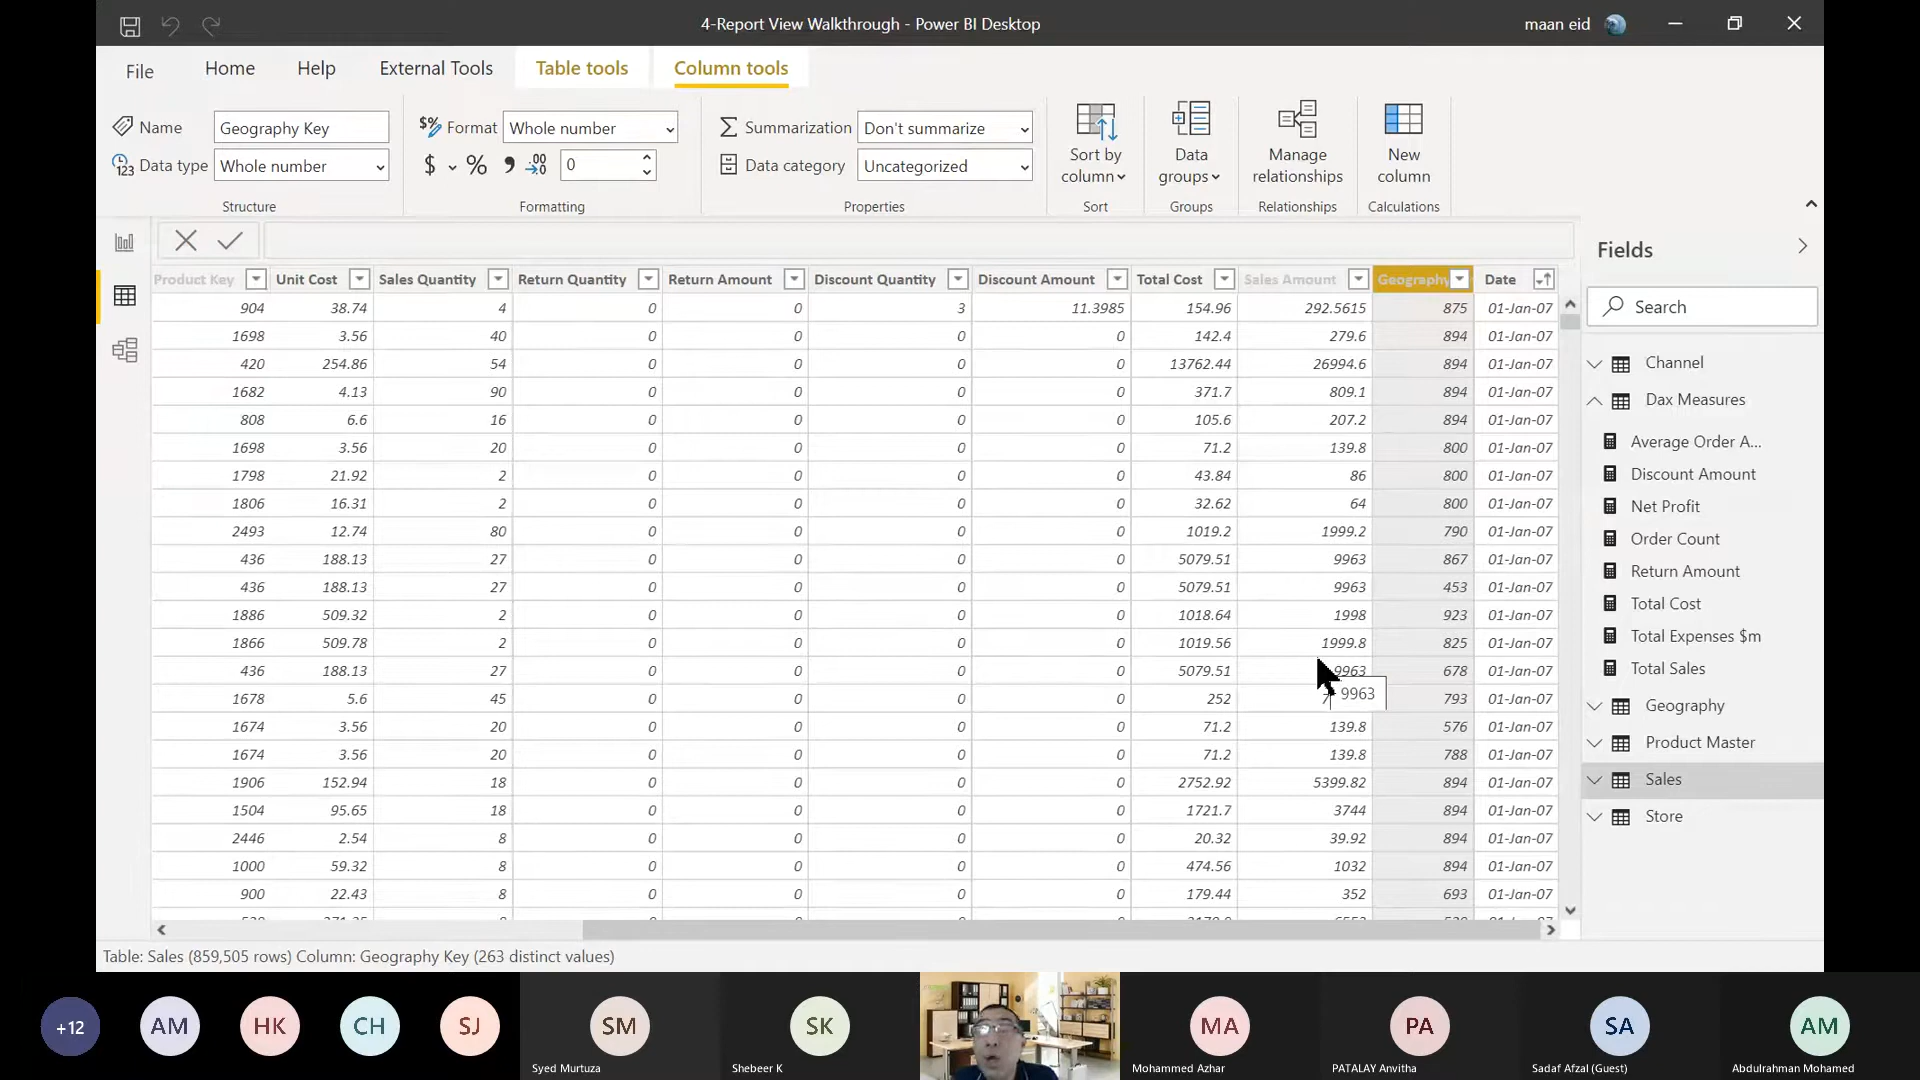 4-Report View Walkthrough - Power BI Desktop
maan eid
File Home Help External Tools Table tools Column tools
Name Geography Key
Data type Whole number
Structure
Format Whole number
$ % 0
Formatting
Summarization Don't summarize
Data category Uncategorized
Properties
Sort by
column
Sort
Data
groups
Groups
Manage
relationships
Relationships
New
column
Calculations
Product Key Unit Cost Sales Quantity Return Quantity Return Amount Discount Quantity Discount Amount Total Cost Sales Amount Geography Date
904 38.74 4 0 0 3 11.3985 154.96 292.5615 875 01-Jan-07
1698 3.56 40 0 0 0 0 142.4 279.6 894 01-Jan-07
420 254.86 54 0 0 0 0 13762.44 26994.6 894 01-Jan-07
1682 4.13 90 0 0 0 0 371.7 809.1 894 01-Jan-07
808 6.6 16 0 0 0 0 105.6 207.2 894 01-Jan-07
1698 3.56 20 0 0 0 0 71.2 139.8 800 01-Jan-07
1798 21.92 2 0 0 0 0 43.84 86 800 01-Jan-07
1806 16.31 2 0 0 0 0 32.62 64 800 01-Jan-07
2493 12.74 80 0 0 0 0 1019.2 1999.2 790 01-Jan-07
436 188.13 27 0 0 0 0 5079.51 9963 867 01-Jan-07
436 188.13 27 0 0 0 0 5079.51 9963 453 01-Jan-07
1886 509.32 2 0 0 0 0 1018.64 1998 923 01-Jan-07
1866 509.78 2 0 0 0 0 1019.56 1999.8 825 01-Jan-07
436 188.13 27 0 0 0 0 5079.51 9963 678 01-Jan-07
1678 5.6 45 0 0 0 0 252 9963 793 01-Jan-07
1674 3.56 20 0 0 0 0 71.2 139.8 576 01-Jan-07
1674 3.56 20 0 0 0 0 71.2 139.8 788 01-Jan-07
1906 152.94 18 0 0 0 0 2752.92 5399.82 894 01-Jan-07
1504 95.65 18 0 0 0 0 1721.7 3744 894 01-Jan-07
2446 2.54 8 0 0 0 0 20.32 39.92 894 01-Jan-07
1000 59.32 8 0 0 0 0 474.56 1032 894 01-Jan-07
900 22.43 8 0 0 0 0 179.44 352 693 01-Jan-07
Fields
Search
Channel
Dax Measures
Average Order A...
Discount Amount
Net Profit
Order Count
Return Amount
Total Cost
Total Expenses $m
Total Sales
Geography
Product Master
Sales
Store
Table: Sales (859,505 rows) Column: Geography Key (263 distinct values)
+12 AM HK CH SJ SM SK MA PA SA AM
Syed Murtuza Shebeer K Mohammed Azhar PATALAY Anvitha Sadaf Afzal (Guest) Abdulrahman Mohamed